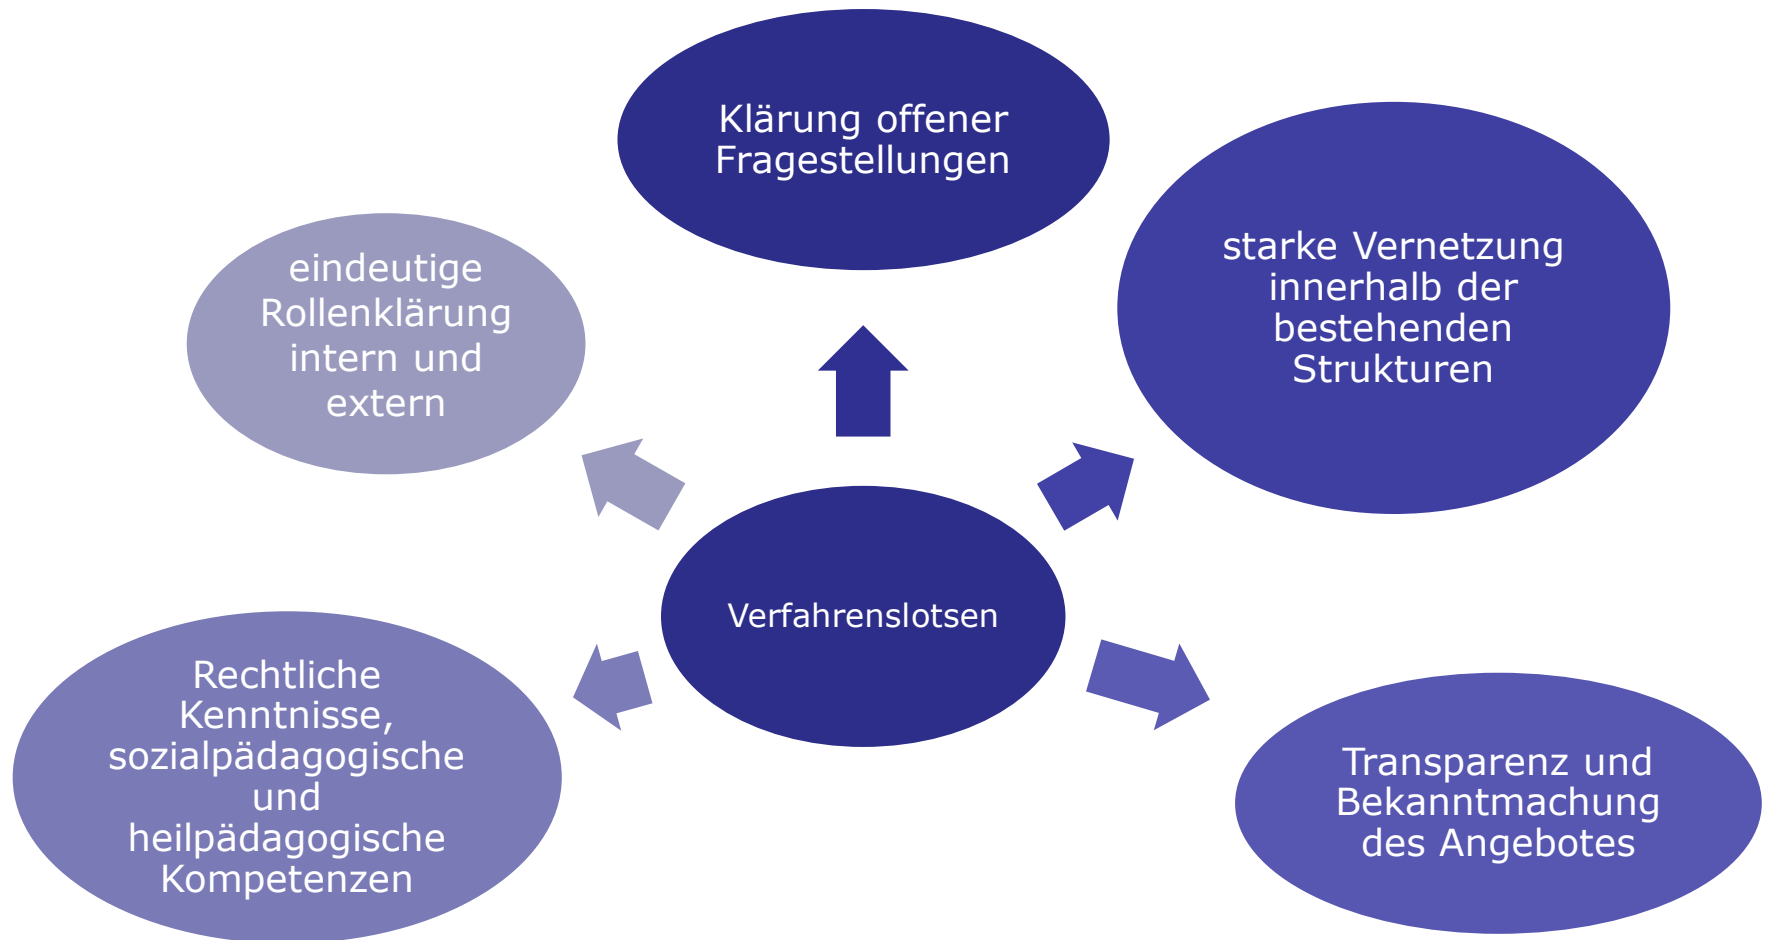 Klärung offener
Fragestellungen
starke Vernetzung
innerhalb der
bestehenden
Strukturen
eindeutige
Rollenklärung
intern und
extern
Verfahrenslotsen
Rechtliche
Kenntnisse,
sozialpädagogische
und
heilpädagogische
Kompetenzen
Transparenz und
Bekanntmachung
des Angebotes